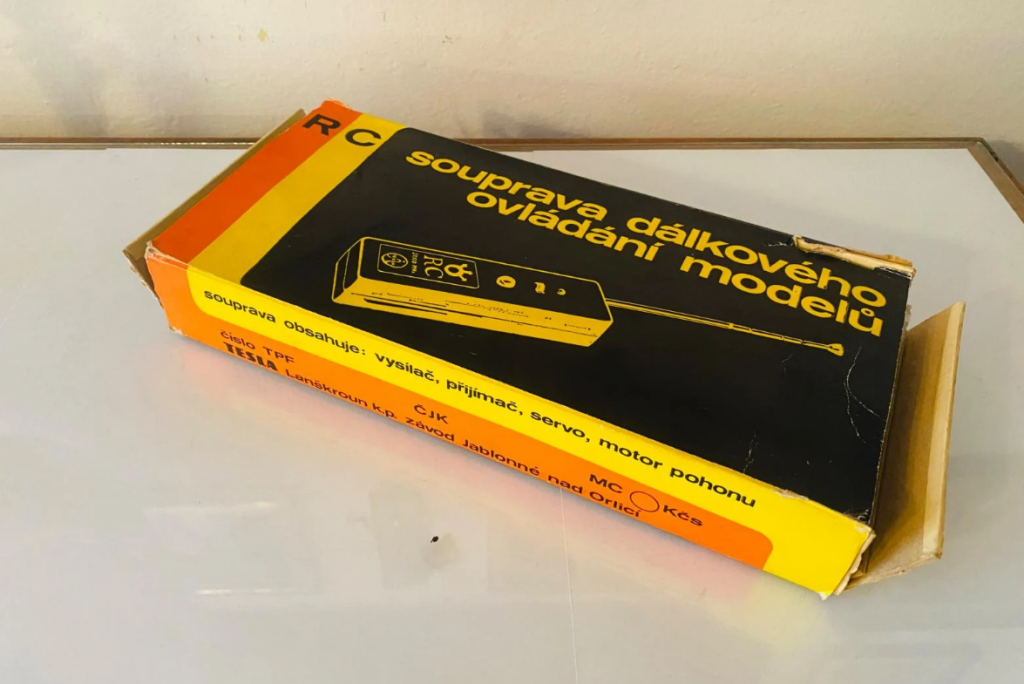 RC
souprava dálkového
ovládání modelů
RC
souprava obsahuje: vysílač, přijímač, servo, motor pohonu
číslo TPF
ČJK
MC Kčs
TESLA Lanškroun k.p. závod Jablonné nad Orlicí